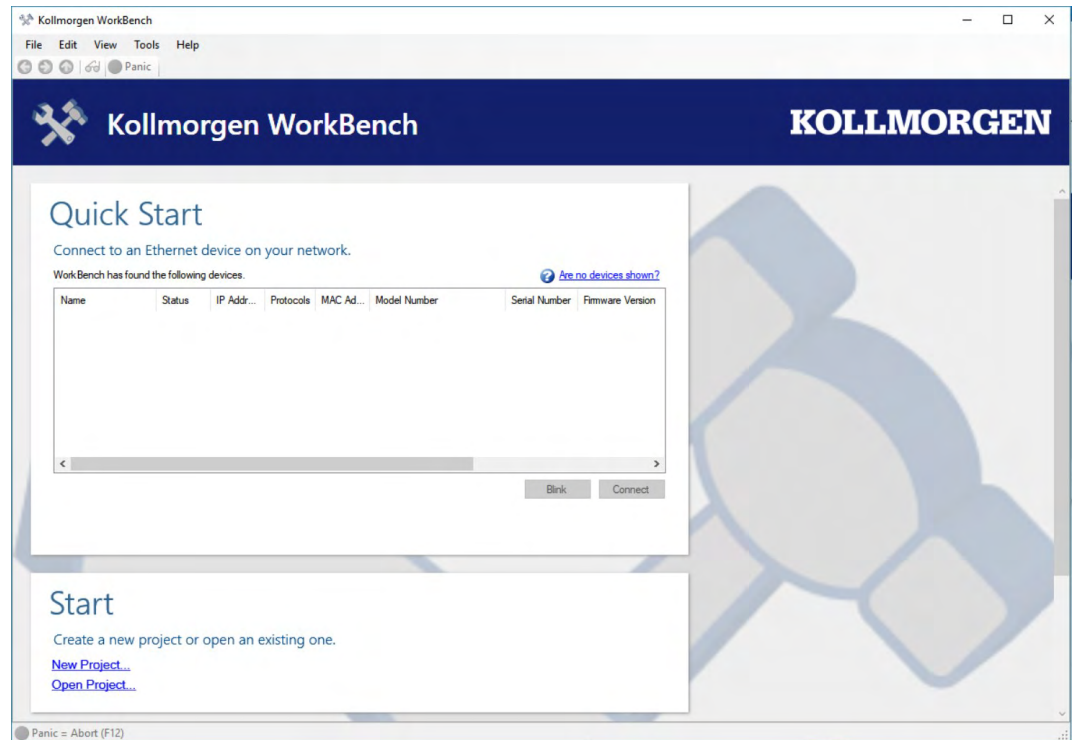 Kollmorgen WorkBench
File Edit View Tools Help
Panic
Kollmorgen WorkBench
KOLLMORGEN
Quick Start
Connect to an Ethernet device on your network.
WorkBench has found the following devices.
Are no devices shown?
Name Status IP Addr... Protocols MAC Ad... Model Number Serial Number Firmware Version
Blink Connect
Start
Create a new project or open an existing one.
New Project...
Open Project...
Panic = Abort (F12)